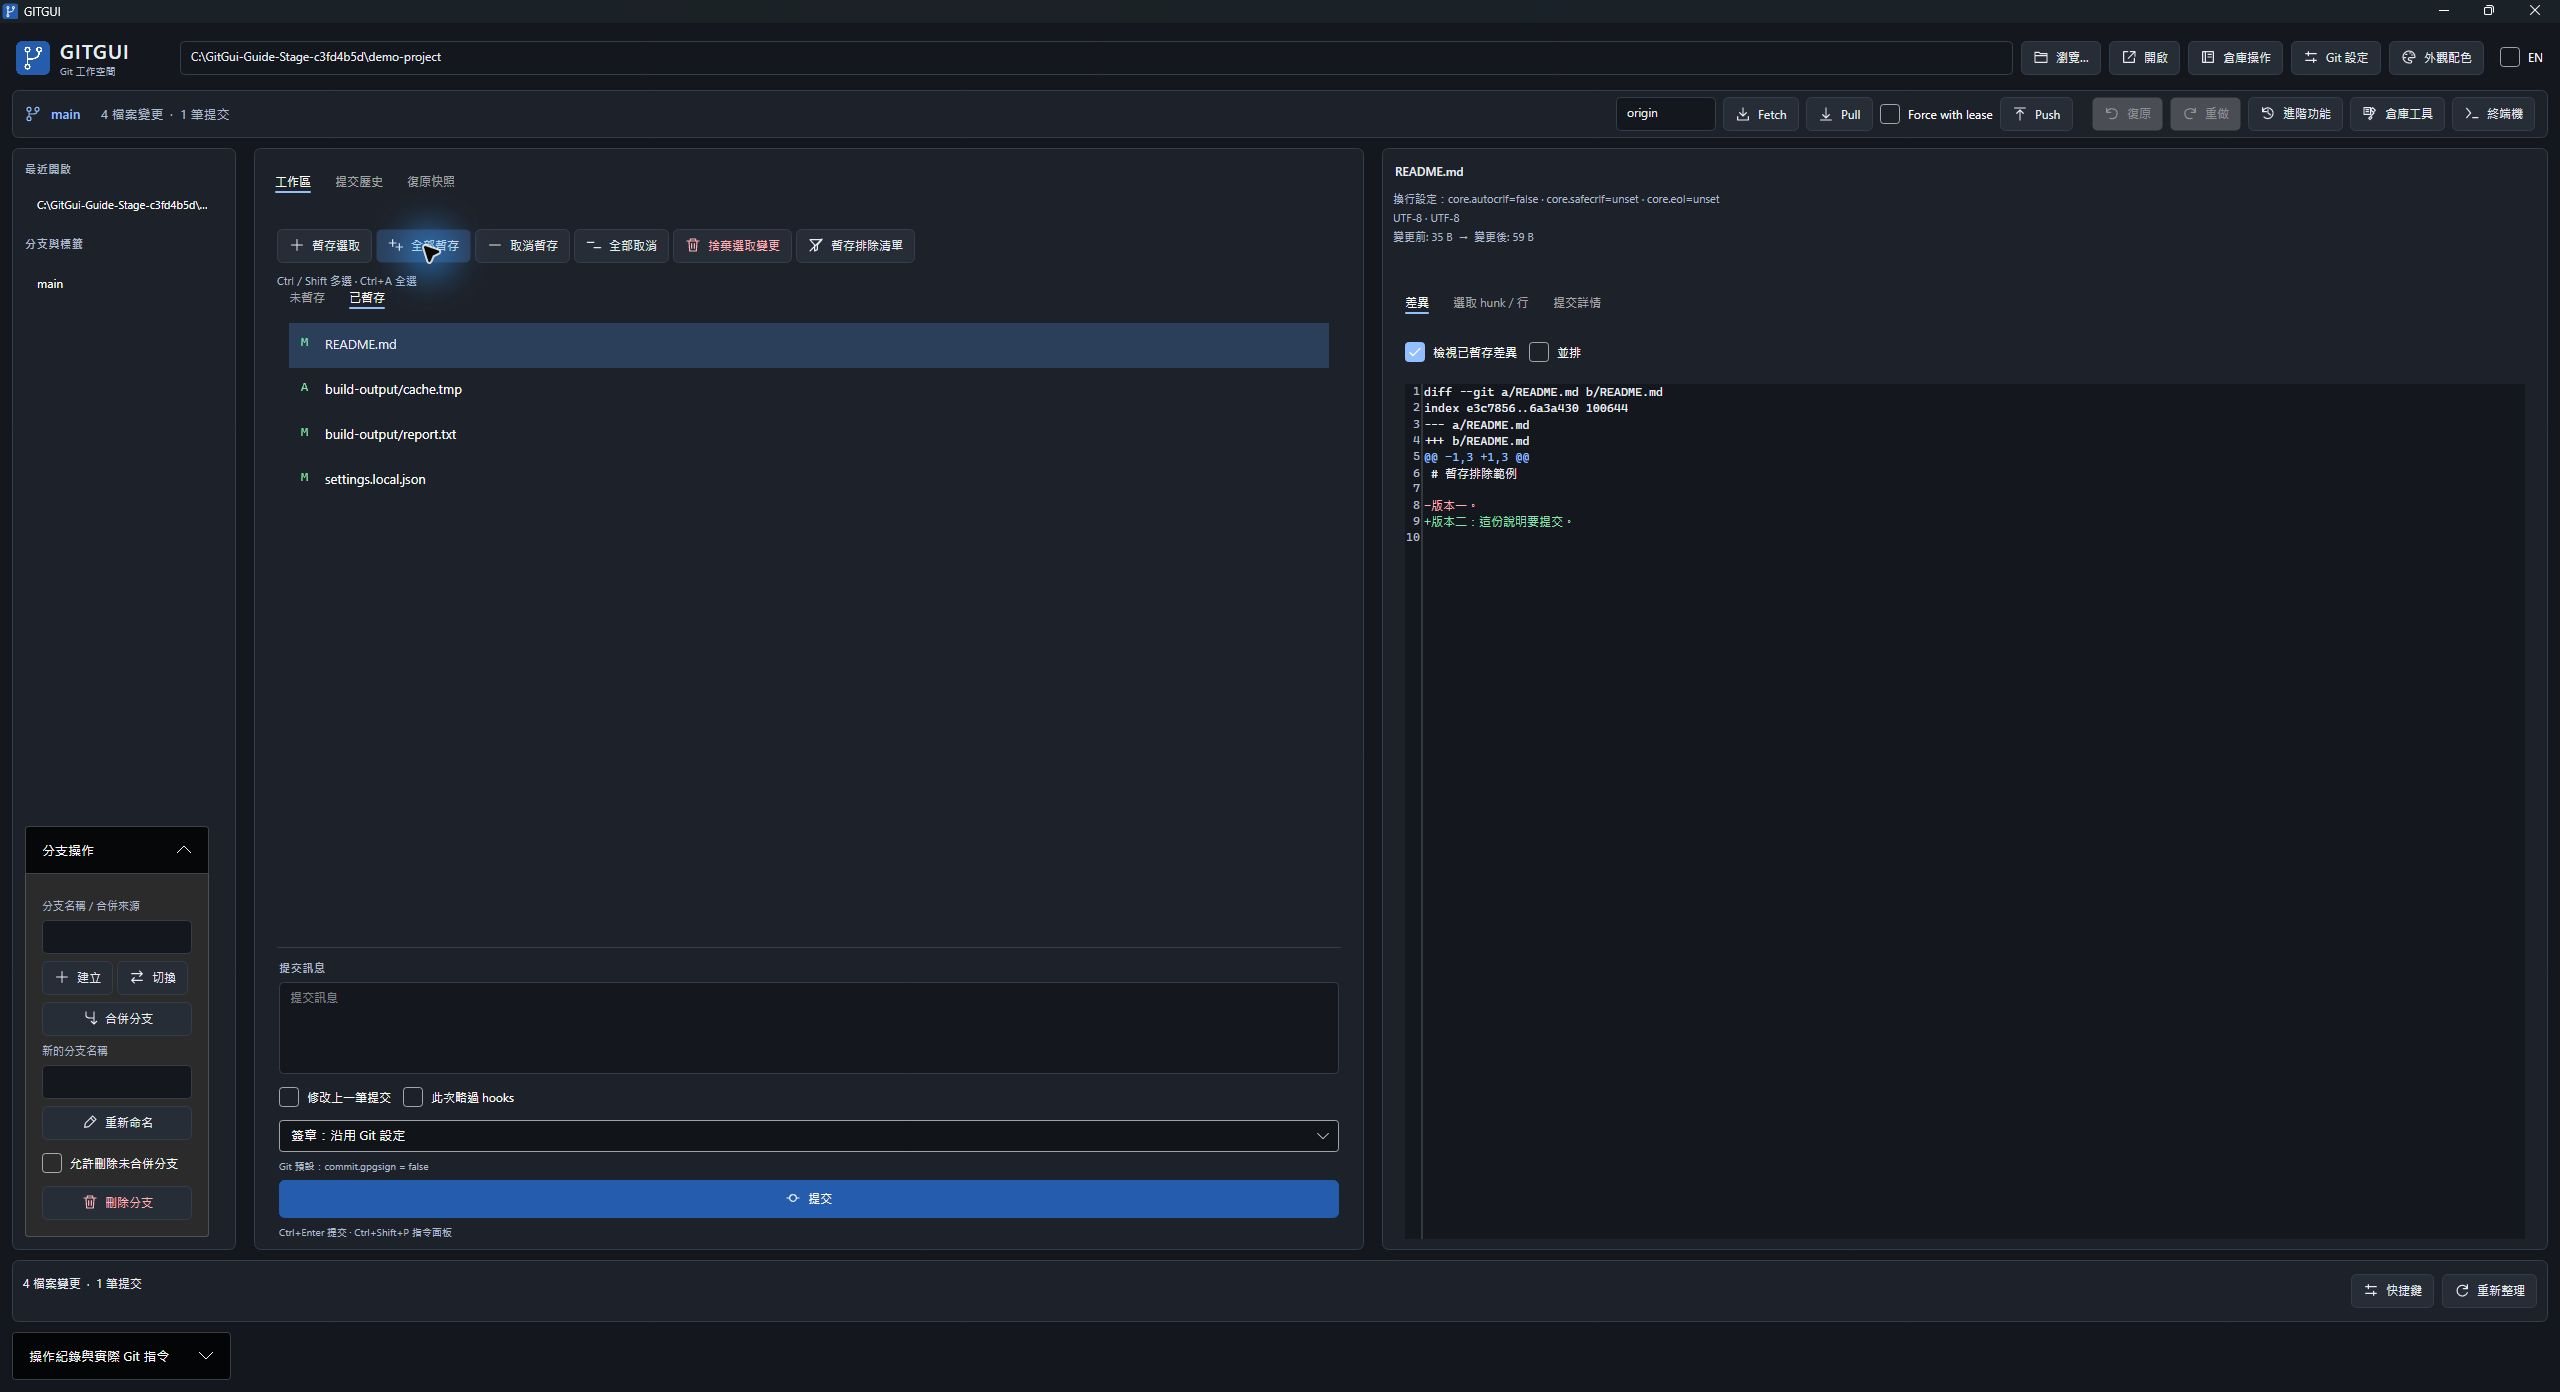 GITGUI
GITGUI
Git 工作空間
C:\GitGui-Guide-Stage-c3fd4b5d\demo-project
瀏覽...
開啟
倉庫操作
Git 設定
外觀配色
EN
main
4 檔案變更 · 1 筆提交
origin
Fetch
Pull
Force with lease
Push
復原
重做
進階功能
倉庫工具
終端機
最近開啟
C:\GitGui-Guide-Stage-c3fd4b5d\...
分支與標籤
main
分支操作
分支名稱 / 合併來源
建立
切換
合併分支
新的分支名稱
重新命名
允許刪除未合併分支
刪除分支
工作區
提交歷史
復原快照
暫存選取
全部暫存
取消暫存
全部取消
捨棄選取變更
暫存排除清單
Ctrl / Shift 多選 · Ctrl+A 全選
未暫存
已暫存
M README.md
A build-output/cache.tmp
M build-output/report.txt
M settings.local.json
提交訊息
提交訊息
修改上一筆提交
此次略過 hooks
簽章：沿用 Git 設定
Git 預設：commit.gpgsign = false
提交
Ctrl+Enter 提交 · Ctrl+Shift+P 指令面板
README.md
換行設定：core.autocrlf=false · core.safecrlf=unset · core.eol=unset
UTF-8 · UTF-8
變更前: 35 B → 變更後: 59 B
差異
選取 hunk / 行
提交詳情
檢視已暫存差異
並排
1 diff --git a/README.md b/README.md
2 index e3c7856..6a3a430 100644
3 --- a/README.md
4 +++ b/README.md
5 @@ -1,3 +1,3 @@
6 # 暫存排除範例
7
8 -版本一。
9 +版本二：這份說明要提交。
10
4 檔案變更 · 1 筆提交
快捷鍵
重新整理
操作紀錄與實際 Git 指令